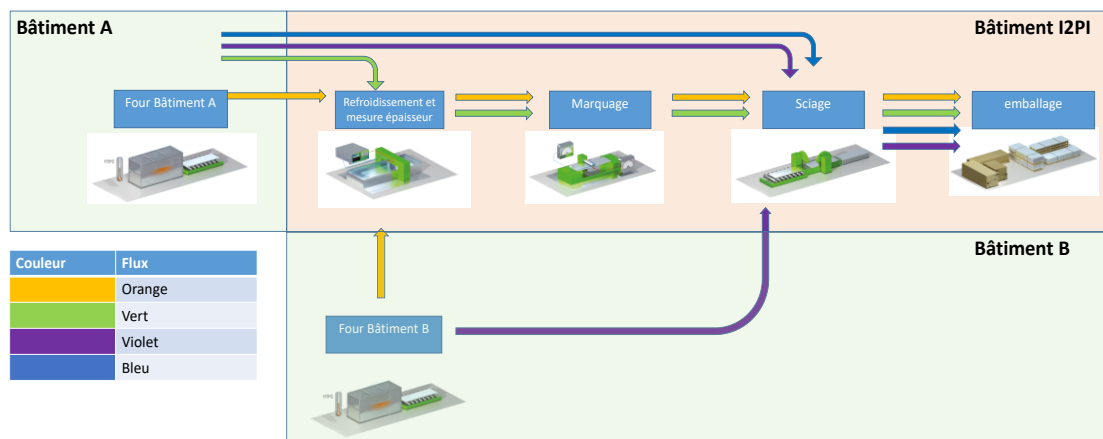 Bâtiment A
Bâtiment I2PI
Four Bâtiment A
Refroidissement et
mesure épaisseur
Marquage
Sciage
emballage
Bâtiment B
Couleur Flux
Orange
Vert
Violet
Bleu
Four Bâtiment B